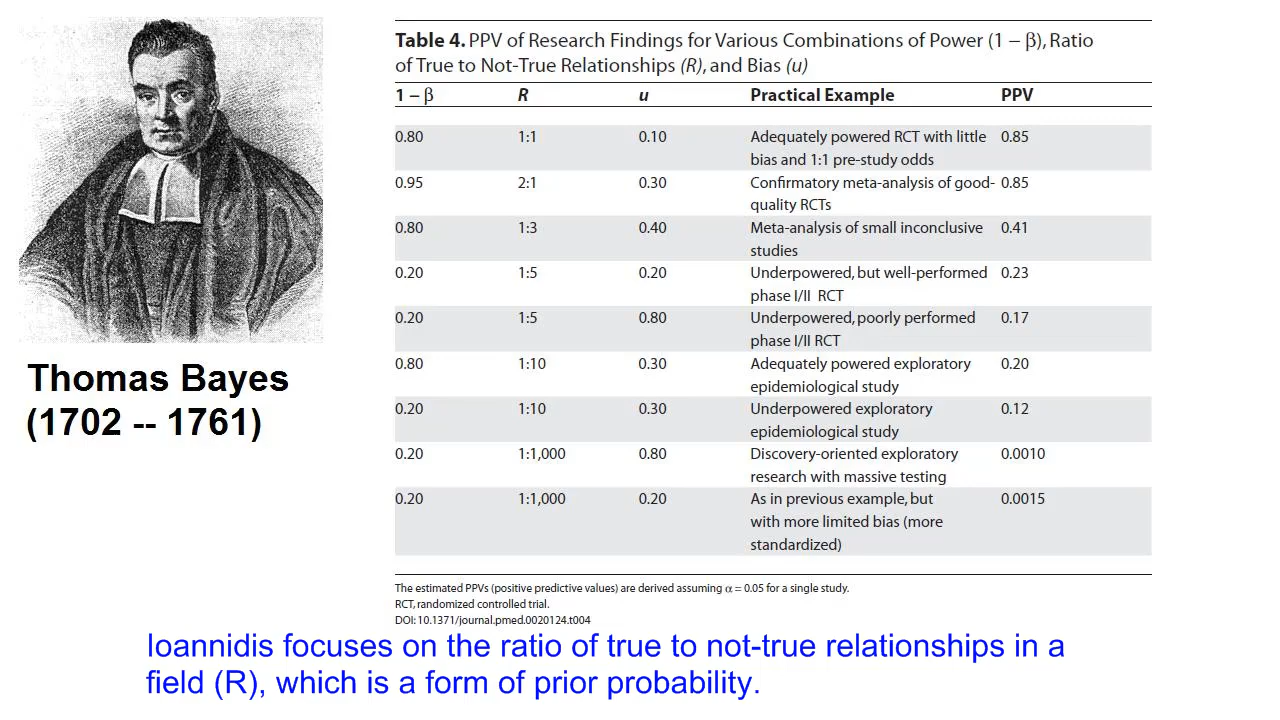 Thomas Bayes
(1702 -- 1761)
Table 4. PPV of Research Findings for Various Combinations of Power (1 − β), Ratio
of True to Not-True Relationships (R), and Bias (u)
1 − β R u Practical Example PPV
0.80 1:1 0.10 Adequately powered RCT with little 0.85
bias and 1:1 pre-study odds
0.95 2:1 0.30 Confirmatory meta-analysis of good- 0.85
quality RCTs
0.80 1:3 0.40 Meta-analysis of small inconclusive 0.41
studies
0.20 1:5 0.20 Underpowered, but well-performed 0.23
phase I/II RCT
0.20 1:5 0.80 Underpowered, poorly performed 0.17
phase I/II RCT
0.80 1:10 0.30 Adequately powered exploratory 0.20
epidemiological study
0.20 1:10 0.30 Underpowered exploratory 0.12
epidemiological study
0.20 1:1,000 0.80 Discovery-oriented exploratory 0.0010
research with massive testing
0.20 1:1,000 0.20 As in previous example, but 0.0015
with more limited bias (more
standardized)
The estimated PPVs (positive predictive values) are derived assuming α = 0.05 for a single study.
RCT, randomized controlled trial.
DOI: 10.1371/journal.pmed.0020124.t004
Ioannidis focuses on the ratio of true to not-true relationships in a
field (R), which is a form of prior probability.